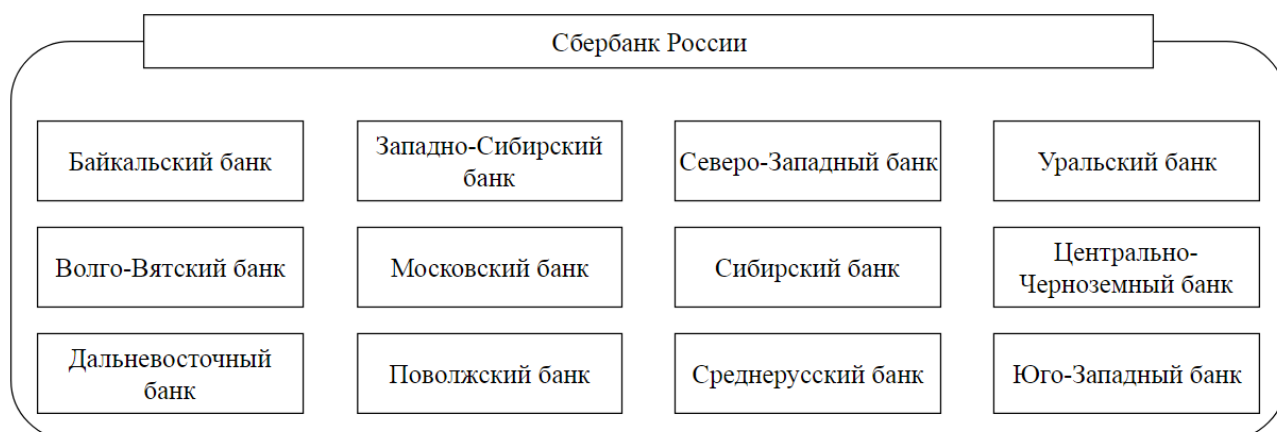 Сбербанк России
Байкальский банк
Западно-Сибирский
банк
Северо-Западный банк
Уральский банк
Волго-Вятский банк
Московский банк
Сибирский банк
Центрально-
Черноземный банк
Дальневосточный
банк
Поволжский банк
Среднерусский банк
Юго-Западный банк